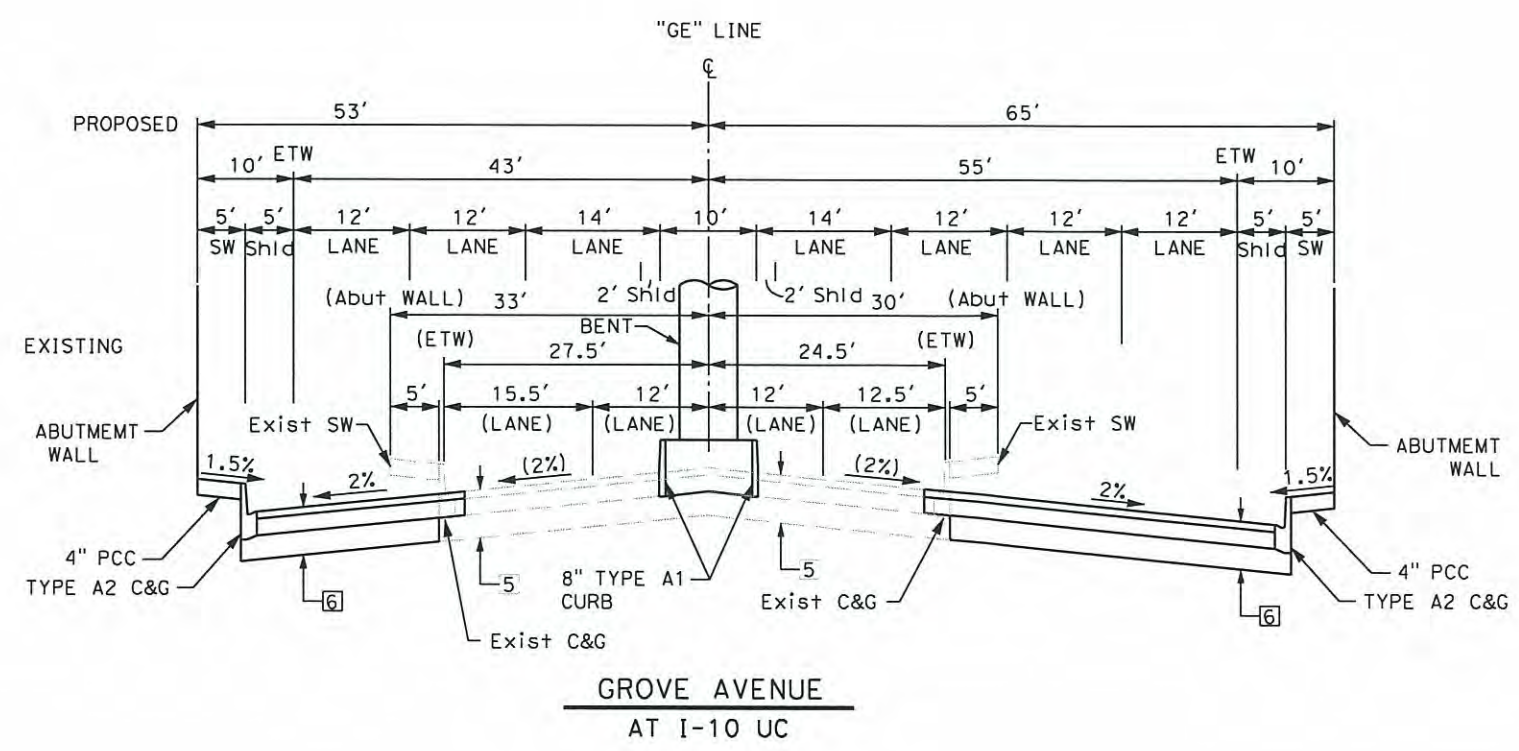 "GE" LINE
℄
PROPOSED
53'
65'
10'
ETW
43'
55'
ETW
10'
5'
5'
12'
12'
14'
10'
14'
12'
12'
12'
5'
5'
SW
Shld
LANE
LANE
LANE
LANE
LANE
LANE
LANE
Shld
SW
2' Shld
2' Shld
(Abut WALL)
33'
30'
(Abut WALL)
EXISTING
BENT
(ETW)
27.5'
24.5'
(ETW)
5'
15.5'
12'
12'
12.5'
5'
(LANE)
(LANE)
(LANE)
(LANE)
Exist SW
Exist SW
ABUTMEMT
WALL
ABUTMEMT
WALL
1.5%
2%
(2%)
(2%)
2%
1.5%
4" PCC
TYPE A2 C&G
6
5
8" TYPE A1
CURB
5
Exist C&G
6
4" PCC
TYPE A2 C&G
Exist C&G
GROVE AVENUE
AT I-10 UC